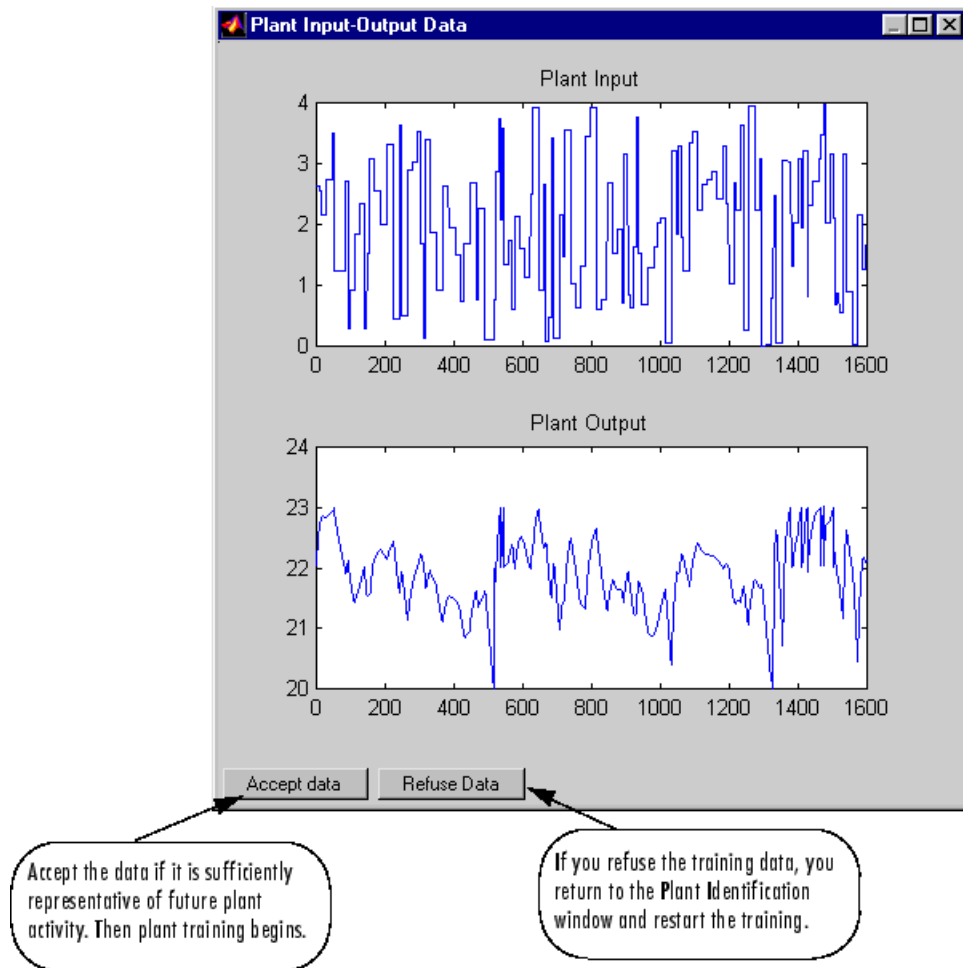 Plant Input-Output Data
Plant Input
4
3
2
1
0
0 200 400 600 800 1000 1200 1400 1600
Plant Output
24
23
22
21
20
0 200 400 600 800 1000 1200 1400 1600
Accept data Refuse Data
Accept the data if it is sufficiently
representative of future plant
activity. Then plant training begins.
If you refuse the training data, you
return to the Plant Identification
window and restart the training.